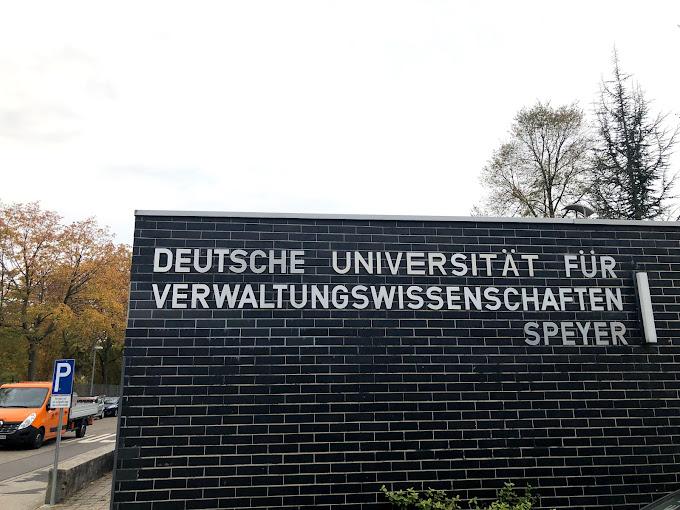 DEUTSCHE UNIVERSITÄT FÜR
VERWALTUNGSWISSENSCHAFTEN
SPEYER
P